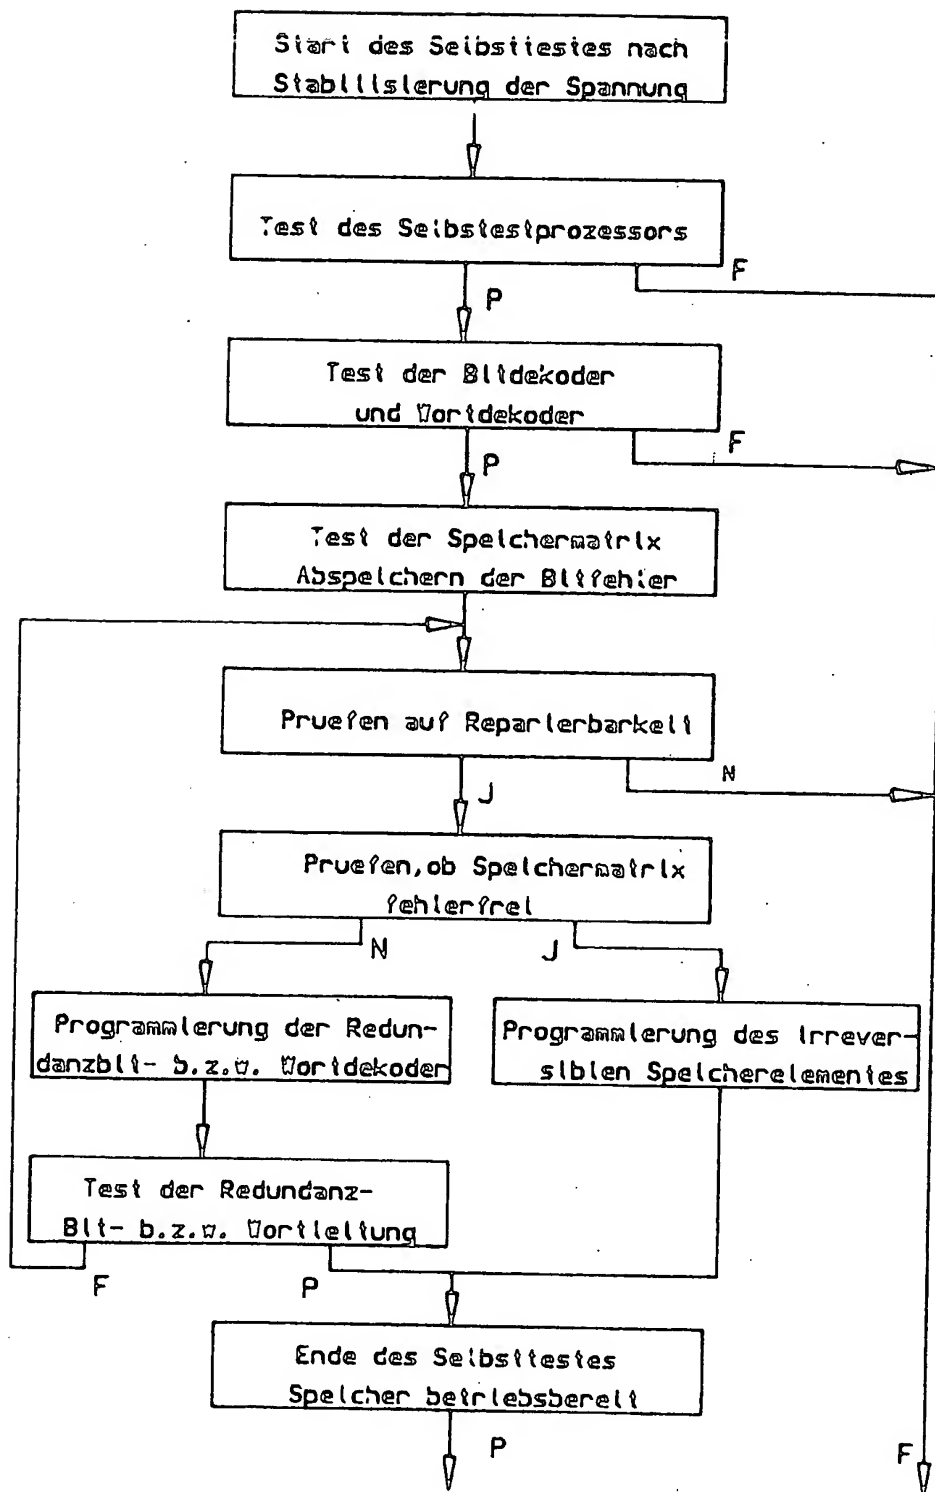 Start des Selbsttestes nach
Stabilisierung der Spannung
Test des Selbstestprozessors
F
P
Test der Bitdekoder
und Wortdekoder
F
P
Test der Speichermatrix
Abspeichern der Bitfehler
Pruefen auf Reparierbarkeit
N
J
Pruefen, ob Speichermatrix
fehlerfrei
N
J
Programmierung der Redun-
danzbit- b.z.w. Wortdekoder
Programmierung des irrever-
siblen Speicherelementes
Test der Redundanz-
Bit- b.z.w. Wortleitung
F
P
Ende des Selbsttestes
Speicher betriebsbereit
P
F